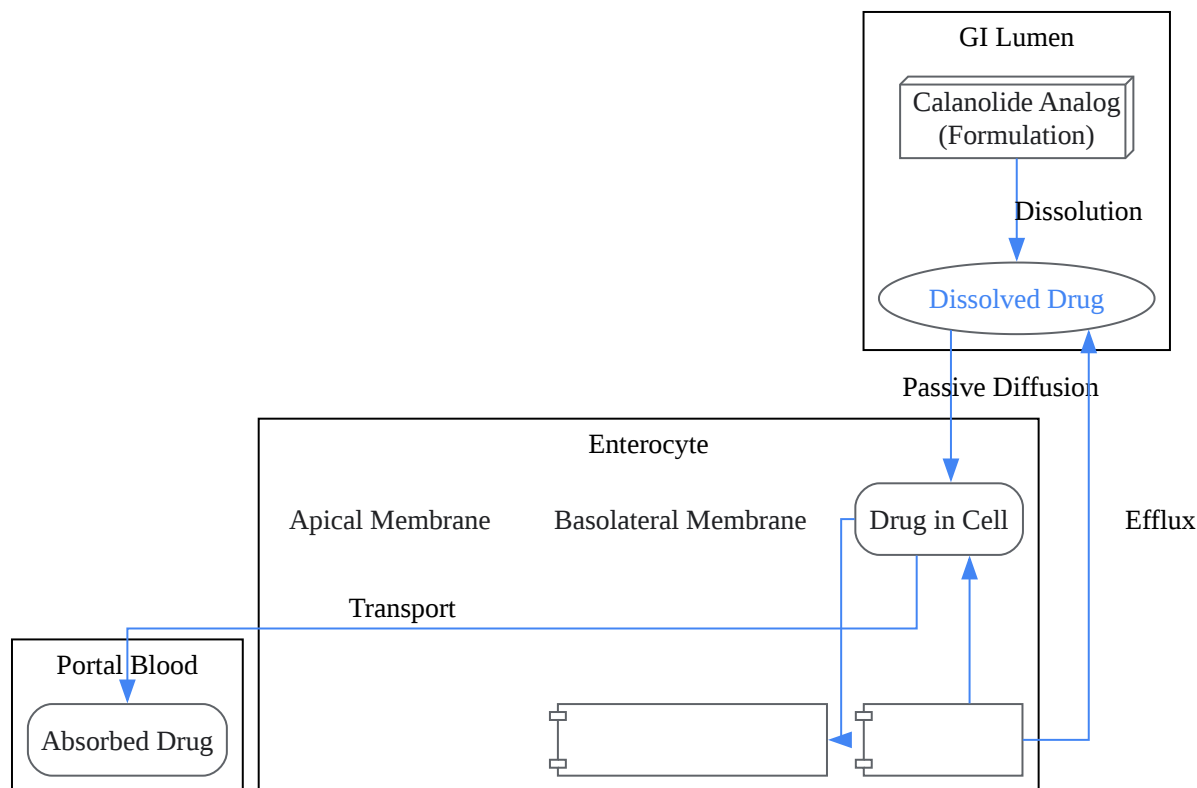 GI Lumen
Calanolide Analog
(Formulation)
Dissolution
Dissolved Drug
Passive Diffusion
Enterocyte
Apical Membrane
Basolateral Membrane
Drug in Cell
Efflux
Transport
Portal Blood
Absorbed Drug